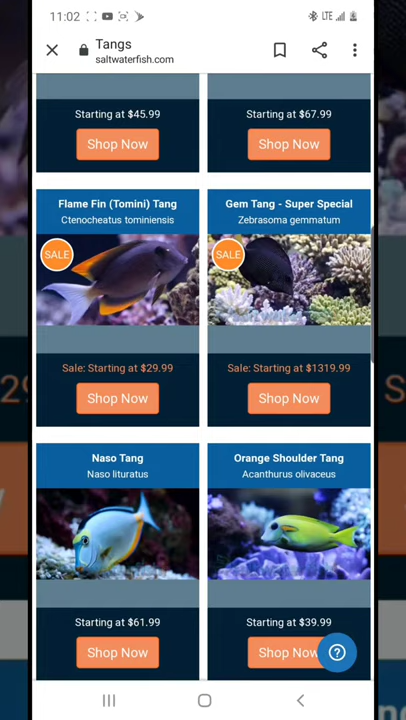 11:02
LTE
Tangs
saltwaterfish.com
Starting at $45.99
Starting at $67.99
Shop Now
Shop Now
Flame Fin (Tomini) Tang
Ctenochaetus tominiensis
Gem Tang - Super Special
Zebrasoma gemmatum
SALE
SALE
Sale: Starting at $29.99
Sale: Starting at $1319.99
Shop Now
Shop Now
Naso Tang
Naso lituratus
Orange Shoulder Tang
Acanthurus olivaceus
Starting at $61.99
Starting at $39.99
Shop Now
Shop Now